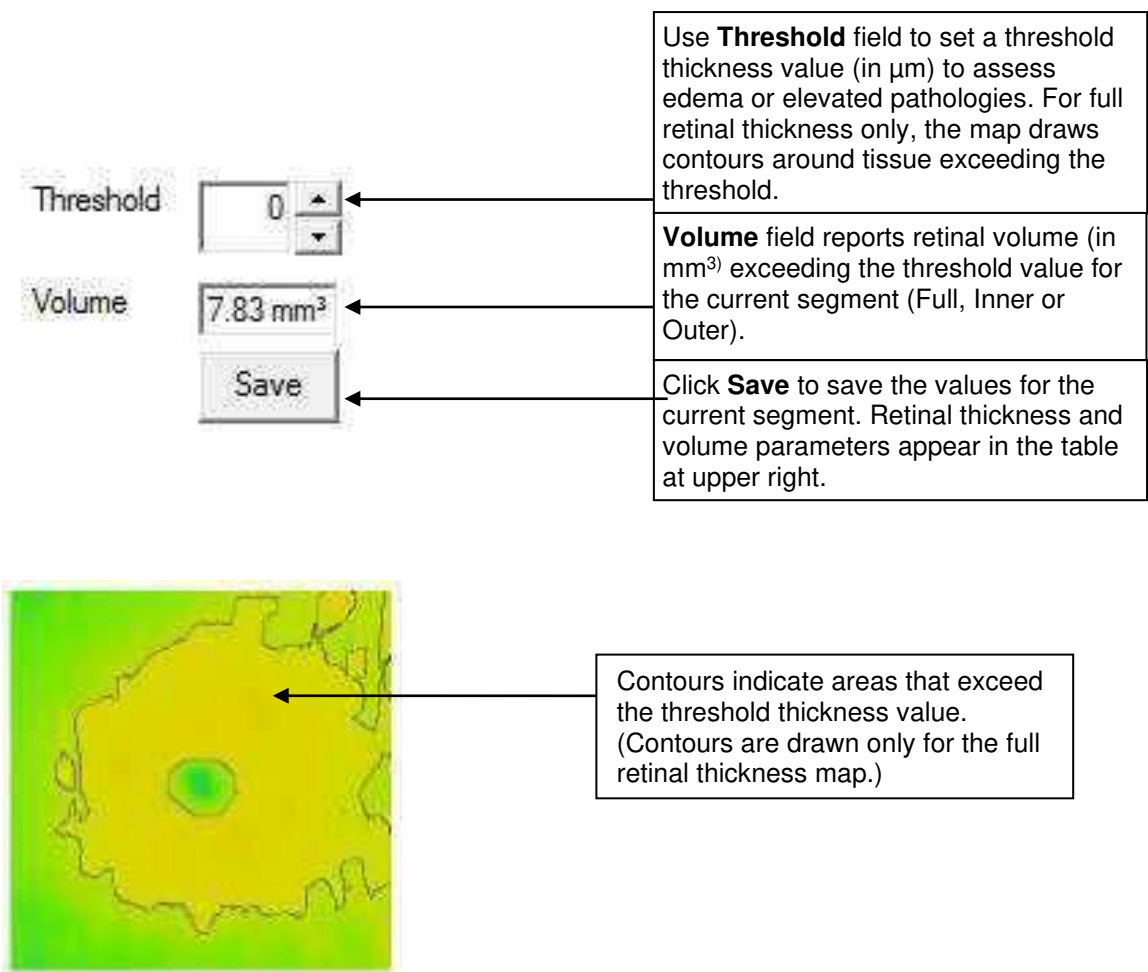 Use Threshold field to set a threshold
thickness value (in µm) to assess
edema or elevated pathologies. For full
retinal thickness only, the map draws
contours around tissue exceeding the
threshold.
Threshold 0
Volume field reports retinal volume (in
mm³⁾ exceeding the threshold value for
the current segment (Full, Inner or
Outer).
Volume 7.83 mm³
Save
Click Save to save the values for the
current segment. Retinal thickness and
volume parameters appear in the table
at upper right.
Contours indicate areas that exceed
the threshold thickness value.
(Contours are drawn only for the full
retinal thickness map.)